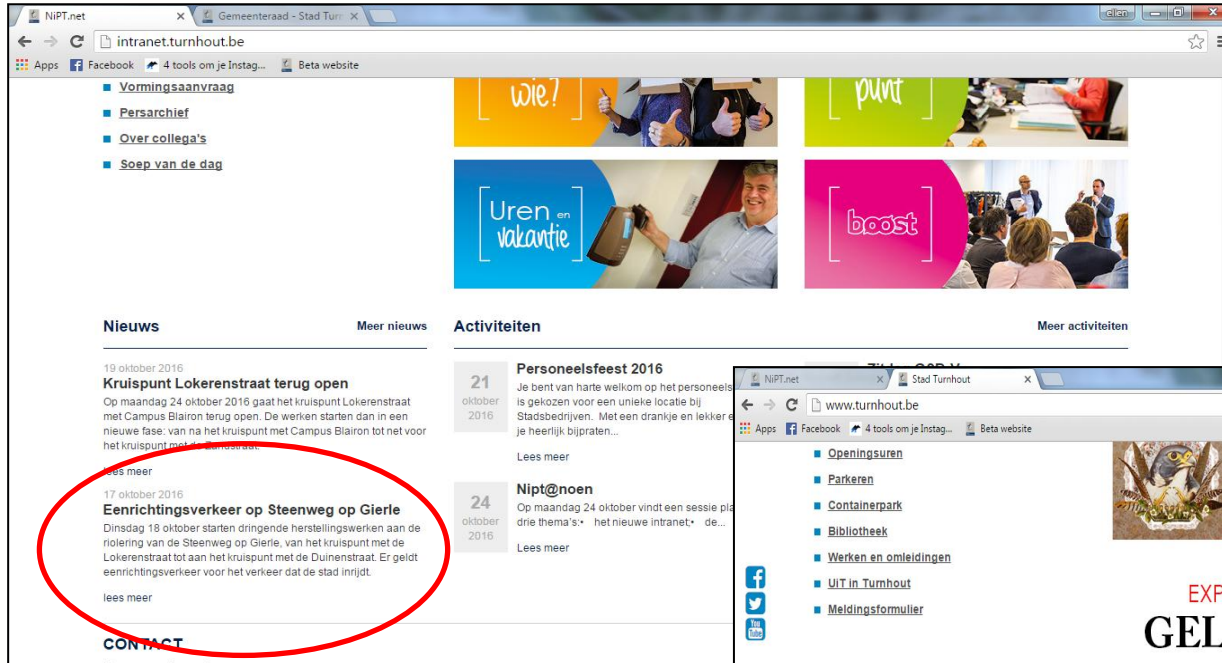 NiPT.net
Gemeenteraad - Stad Turn
ellen
intranet.turnhout.be
Apps
Facebook
4 tools om je Instag...
Beta website
Vormingsaanvraag
Persarchief
Over collega's
Soep van de dag
wie?
punt
Uren en
vakantie
boost
Nieuws
Meer nieuws
19 oktober 2016
Kruispunt Lokerenstraat terug open
Op maandag 24 oktober 2016 gaat het kruispunt Lokerenstraat
met Campus Blairon terug open. De werken starten dan in een
nieuwe fase: van na het kruispunt met Campus Blairon tot net voor
het kruispunt met de Zandstraat.
lees meer
17 oktober 2016
Eenrichtingsverkeer op Steenweg op Gierle
Dinsdag 18 oktober starten dringende herstellingswerken aan de
riolering van de Steenweg op Gierle, van het kruispunt met de
Lokerenstraat tot aan het kruispunt met de Duinenstraat. Er geldt
eenrichtingsverkeer voor het verkeer dat de stad inrijdt.
lees meer
CONTACT
Activiteiten
Meer activiteiten
21
oktober
2016
Personeelsfeest 2016
Je bent van harte welkom op het personeels
is gekozen voor een unieke locatie bij
Stadsbedrijven. Met een drankje en lekker e
je heerlijk bijpraten...
Lees meer
24
oktober
2016
Nipt@noen
Op maandag 24 oktober vindt een sessie pla
drie thema's:• het nieuwe intranet;• de...
Lees meer
NiPT.net
Stad Turnhout
www.turnhout.be
Apps
Facebook
4 tools om je Instag...
Beta website
Openingsuren
Parkeren
Containerpark
Bibliotheek
Werken en omleidingen
UiT in Turnhout
Meldingsformulier
You
Tube
EXP
GEL